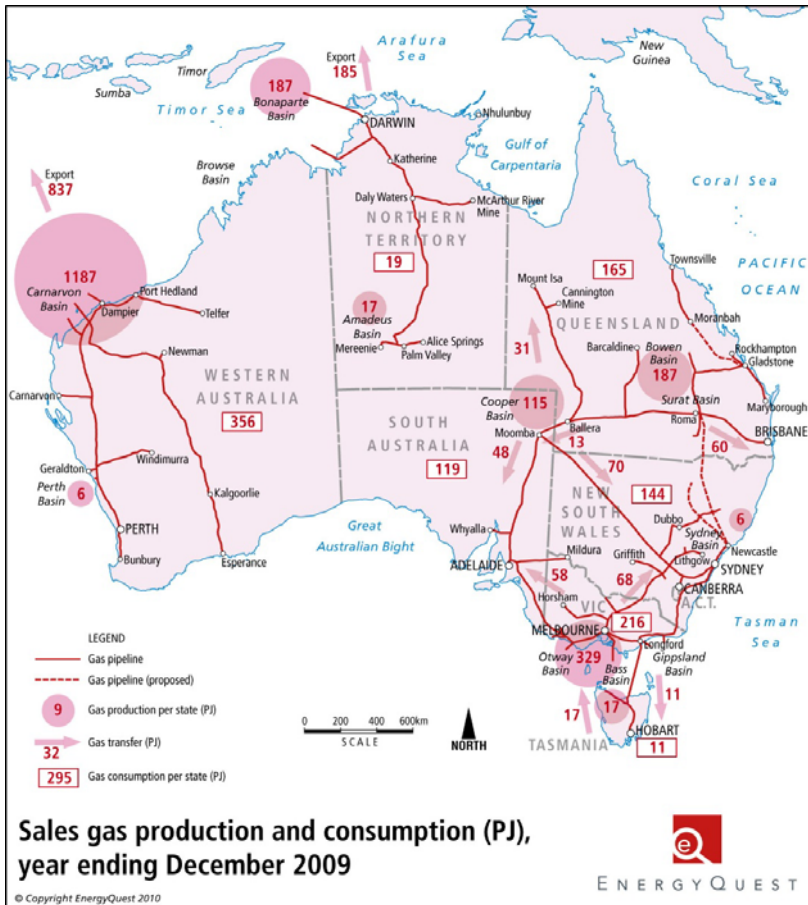 Arafura
Sea
New
Guinea
Timor
Sumba
Timor Sea
Export
185
187
Bonaparte
Basin
DARWIN
Nhulunbuy
Gulf of
Carpentaria
Katherine
Browse
Basin
Coral Sea
Export
837
Daly Waters
McArthur River
Mine
NORTHERN
TERRITORY
19
1187
Carnarvon
Basin
Port Hedland
Dampier
Telfer
17
Amadeus
Basin
Mereenie
Alice Springs
Palm Valley
Townsville
PACIFIC
OCEAN
165
Mount Isa
Cannington
Mine
Moranbah
QUEENSLAND
31
Barcaldine
Bowen
Basin
187
Rockhampton
Gladstone
Newman
Carnarvon
WESTERN
AUSTRALIA
356
Cooper
Basin
115
Surat Basin
Maryborough
SOUTH
AUSTRALIA
119
Moomba
Ballera
Roma
BRISBANE
48
13
60
70
Geraldton
Windimurra
Perth
Basin
6
Kalgoorlie
NEW
SOUTH
WALES
144
PERTH
Bunbury
Esperance
Great
Australian Bight
Whyalla
Dubbo
6
Sydney
Basin
ADELAIDE
Mildura
Griffith
Lithgow
Newcastle
SYDNEY
58
68
CANBERRA
A.C.T.
Horsham
VIC
MELBOURNE
216
Tasman
Sea
Otway
Basin
329
Bass
Basin
Longford
Gippsland
Basin
11
17
17
HOBART
TASMANIA
11
LEGEND
Gas pipeline
Gas pipeline (proposed)
9
Gas production per state (PJ)
Gas transfer (PJ)
32
295
Gas consumption per state (PJ)
0 200 400 600km
SCALE
NORTH
Sales gas production and consumption (PJ),
year ending December 2009
© Copyright EnergyQuest 2010
e
ENERGYQUEST